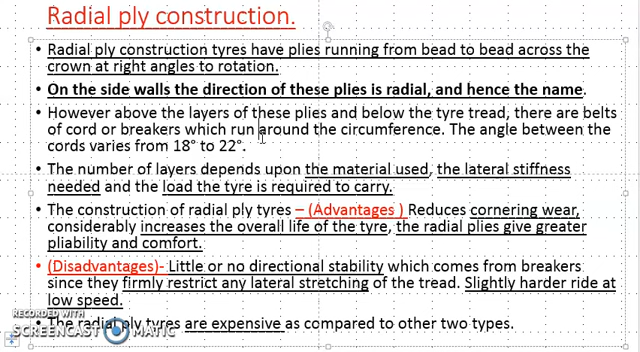 Radial ply construction.
• Radial ply construction tyres have plies running from bead to bead across the
crown at right angles to rotation.
• On the side walls the direction of these plies is radial, and hence the name.
• However above the layers of these plies and below the tyre tread, there are belts
of cord or breakers which run around the circumference. The angle between the
cords varies from 18° to 22°.
• The number of layers depends upon the material used, the lateral stiffness
needed and the load the tyre is required to carry.
• The construction of radial ply tyres – (Advantages ) Reduces cornering wear,
considerably increases the overall life of the tyre, the radial plies give greater
pliability and comfort.
• (Disadvantages)- Little or no directional stability which comes from breakers
since they firmly restrict any lateral stretching of the tread. Slightly harder ride at
low speed.
• The radial ply tyres are expensive as compared to other two types.
RECORDED WITH
SCREENCAST MATIC